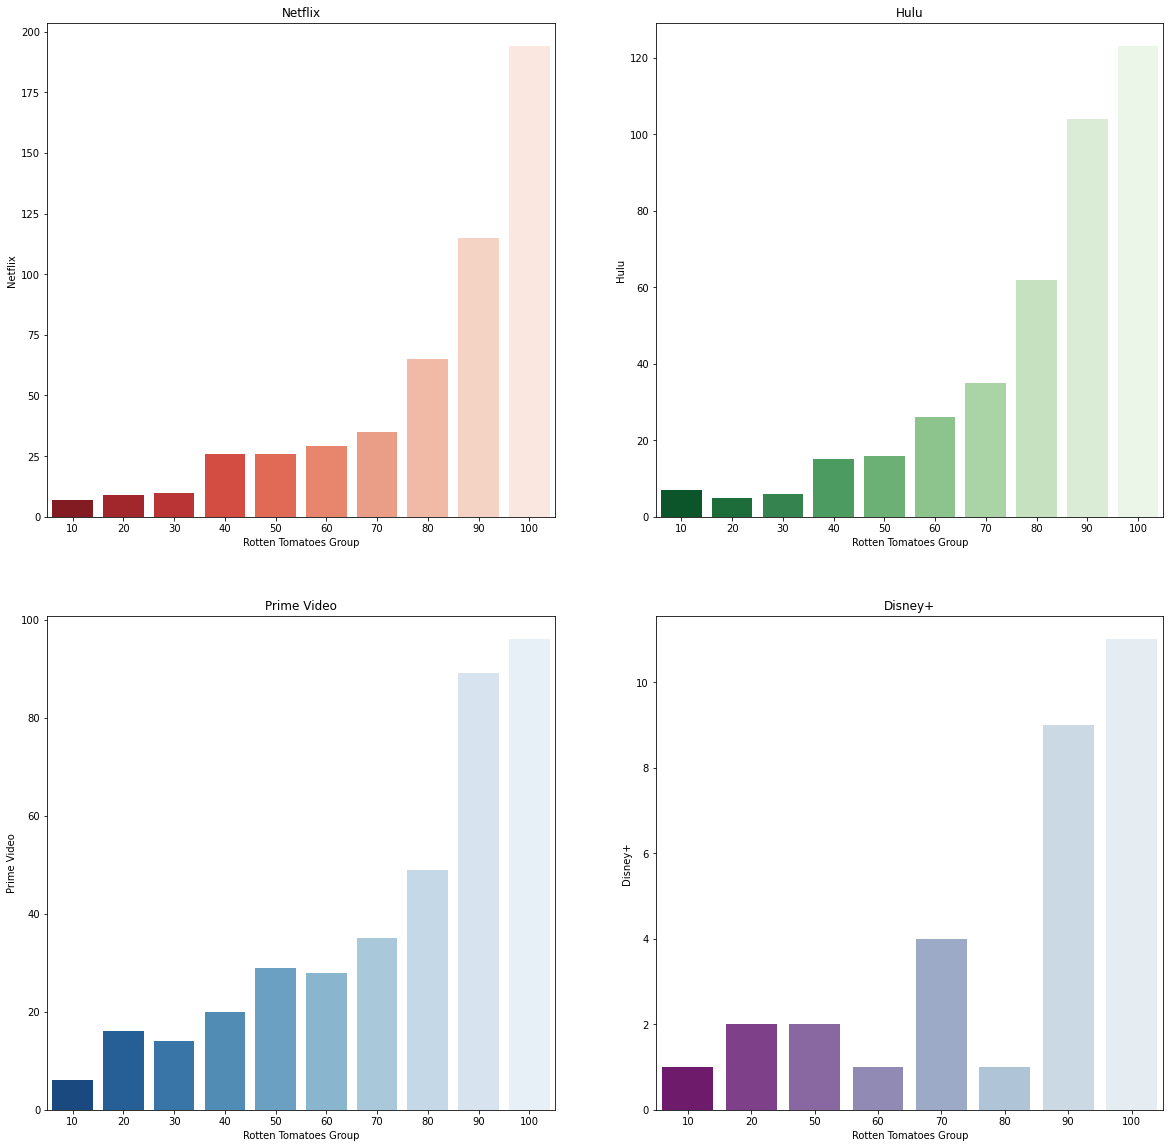 Netflix
200
175
150
125
100
75
50
25
0
Netflix
10 20 30 40 50 60 70 80 90 100
Rotten Tomatoes Group
Hulu
120
100
80
60
40
20
0
Hulu
10 20 30 40 50 60 70 80 90 100
Rotten Tomatoes Group
Prime Video
100
80
60
40
20
0
Prime Video
10 20 30 40 50 60 70 80 90 100
Rotten Tomatoes Group
Disney+
10
8
6
4
2
0
Disney+
10 20 50 60 70 80 90 100
Rotten Tomatoes Group